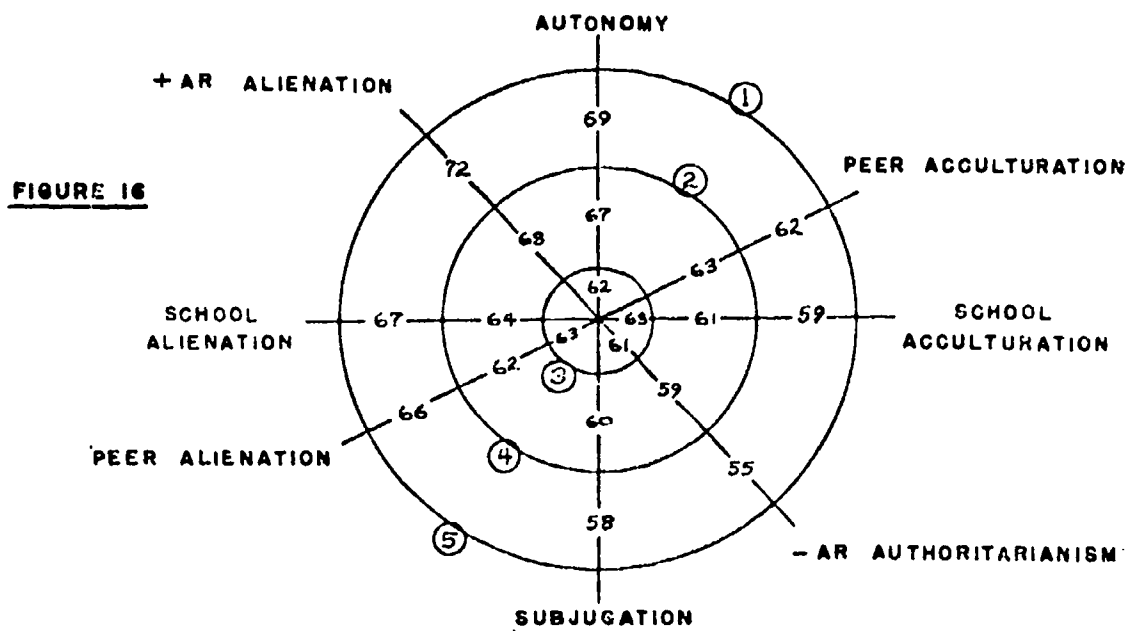 AUTONOMY
+ AR ALIENATION
1
69
72
PEER ACCULTURATION
2
FIGURE 16
67
62
68
63
62
SCHOOL
ALIENATION
67
64
63
63
61
59
SCHOOL
ACCULTURATION
61
62
3
59
66
60
PEER ALIENATION
4
55
58
5
- AR AUTHORITARIANISM
SUBJUGATION